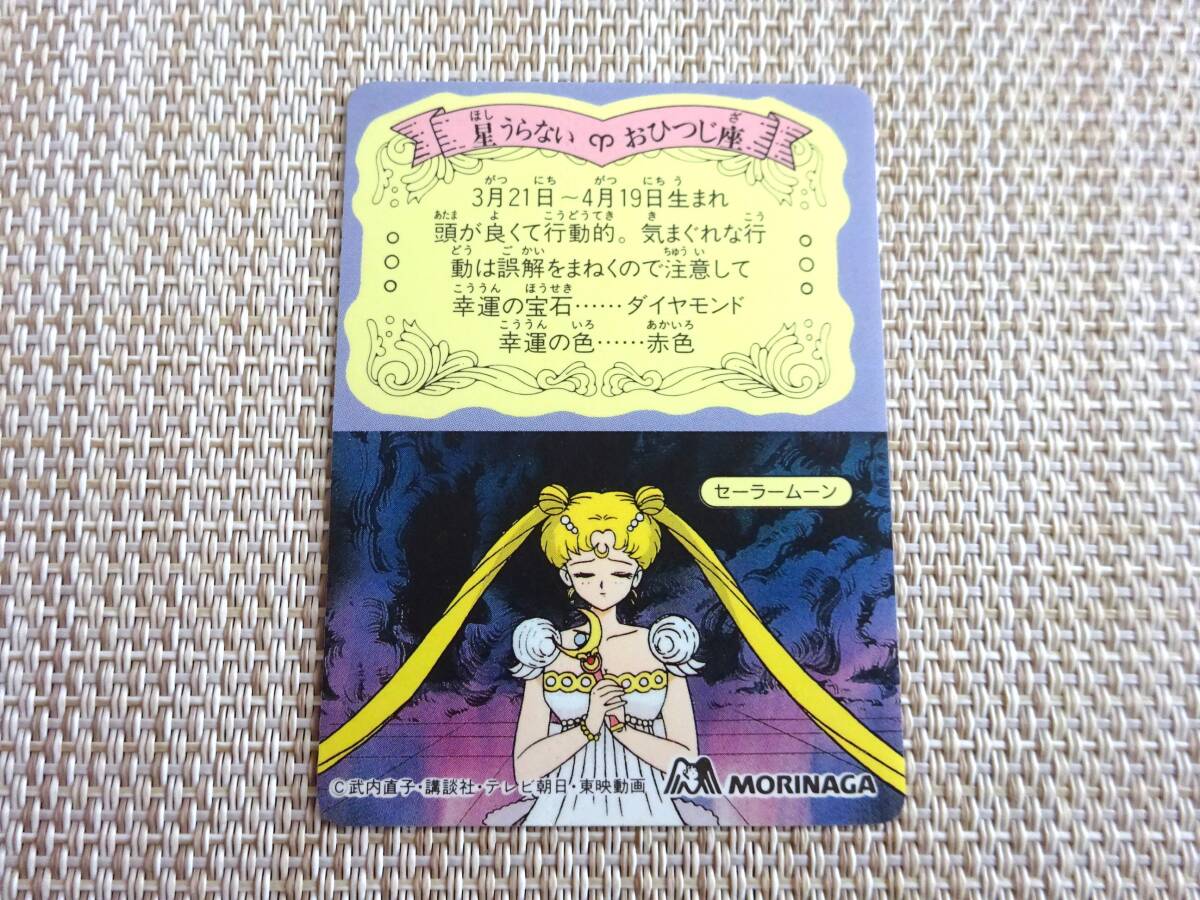 星うらない ♈ おひつじ座
3月21日～4月19日生まれ
頭が良くて行動的。気まぐれな行
動は誤解をまねくので注意して
幸運の宝石……ダイヤモンド
幸運の色……赤色
セーラームーン
©武内直子・講談社・テレビ朝日・東映動画
MORINAGA